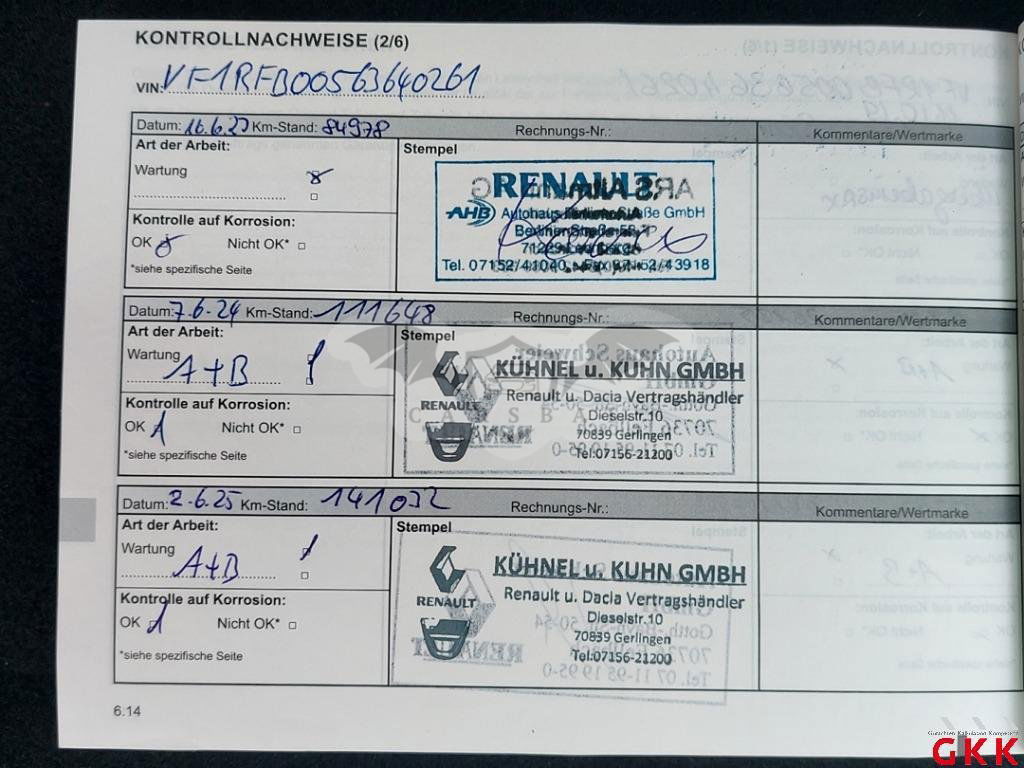 KONTROLLNACHWEISE (2/6)
VIN: VF1RFB00563640261
Datum: 16.6.23 Km-Stand: 84978 Rechnungs-Nr.: Kommentare/Wertmarke
Art der Arbeit: Stempel
Wartung
RENAULT
AHB Autohaus GmbH
Kontrolle auf Korrosion:
OK Nicht OK*
Tel. 07152/41040
*siehe spezifische Seite
Datum: 7.6.24 Km-Stand: 111648 Rechnungs-Nr.: Kommentare/Wertmarke
Art der Arbeit: Stempel
Wartung
A+B
KÜHNEL u. KUHN GMBH
Renault u. Dacia Vertragshändler
RENAULT
Dieselstr.10
70839 Gerlingen
Tel:07156-21200
Kontrolle auf Korrosion:
OK Nicht OK*
*siehe spezifische Seite
Datum: 2.6.25 Km-Stand: 141032 Rechnungs-Nr.: Kommentare/Wertmarke
Art der Arbeit: Stempel
Wartung
A+B
KÜHNEL u. KUHN GMBH
Renault u. Dacia Vertragshändler
RENAULT
Dieselstr.10
70839 Gerlingen
Tel:07156-21200
Kontrolle auf Korrosion:
OK Nicht OK*
*siehe spezifische Seite
6.14
GKK